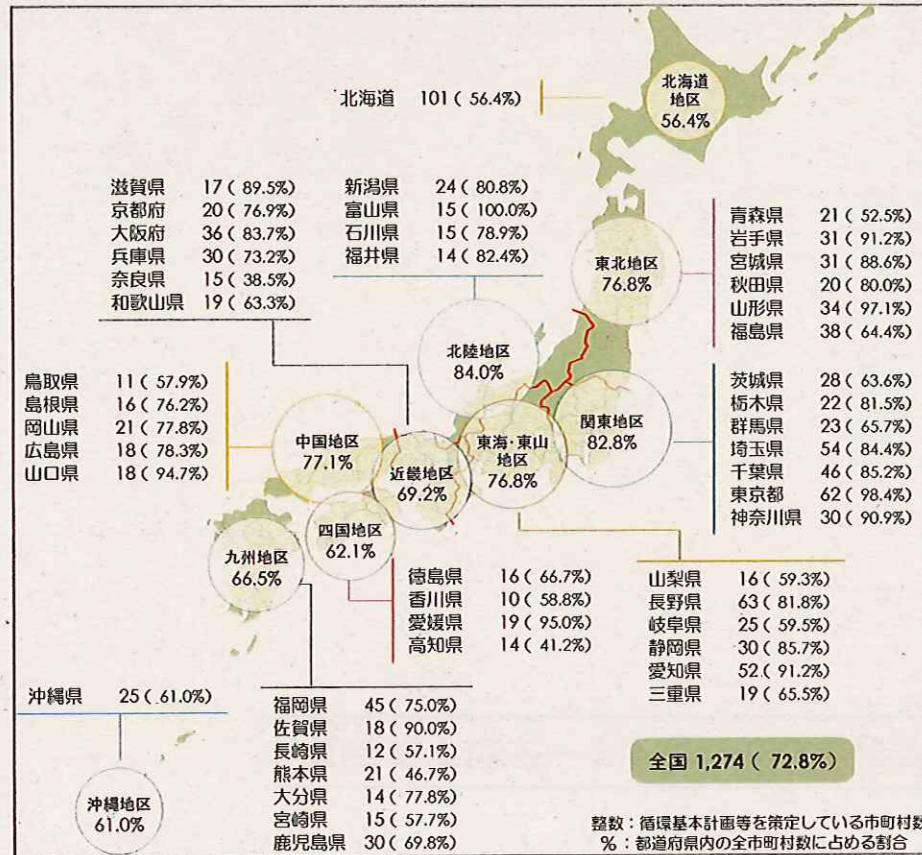 北海道 101 ( 56.4%)
北海道
地区
56.4%
滋賀県 17 ( 89.5%)
京都府 20 ( 76.9%)
大阪府 36 ( 83.7%)
兵庫県 30 ( 73.2%)
奈良県 15 ( 38.5%)
和歌山県 19 ( 63.3%)
新潟県 24 ( 80.8%)
富山県 15 ( 100.0%)
石川県 15 ( 78.9%)
福井県 14 ( 82.4%)
東北地区
76.8%
青森県 21 ( 52.5%)
岩手県 31 ( 91.2%)
宮城県 31 ( 88.6%)
秋田県 20 ( 80.0%)
山形県 34 ( 97.1%)
福島県 38 ( 64.4%)
北陸地区
84.0%
鳥取県 11 ( 57.9%)
島根県 16 ( 76.2%)
岡山県 21 ( 77.8%)
広島県 18 ( 78.3%)
山口県 18 ( 94.7%)
中国地区
77.1%
近畿地区
69.2%
東海・東山
地区
76.8%
関東地区
82.8%
茨城県 28 ( 63.6%)
栃木県 22 ( 81.5%)
群馬県 23 ( 65.7%)
埼玉県 54 ( 84.4%)
千葉県 46 ( 85.2%)
東京都 62 ( 98.4%)
神奈川県 30 ( 90.9%)
四国地区
62.1%
九州地区
66.5%
徳島県 16 ( 66.7%)
香川県 10 ( 58.8%)
愛媛県 19 ( 95.0%)
高知県 14 ( 41.2%)
山梨県 16 ( 59.3%)
長野県 63 ( 81.8%)
岐阜県 25 ( 59.5%)
静岡県 30 ( 85.7%)
愛知県 52 ( 91.2%)
三重県 19 ( 65.5%)
沖縄県 25 ( 61.0%)
沖縄地区
61.0%
福岡県 45 ( 75.0%)
佐賀県 18 ( 90.0%)
長崎県 12 ( 57.1%)
熊本県 21 ( 46.7%)
大分県 14 ( 77.8%)
宮崎県 15 ( 57.7%)
鹿児島県 30 ( 69.8%)
全国 1,274 ( 72.8%)
整数：循環基本計画等を策定している市町村数
%：都道府県内の全市町村数に占める割合